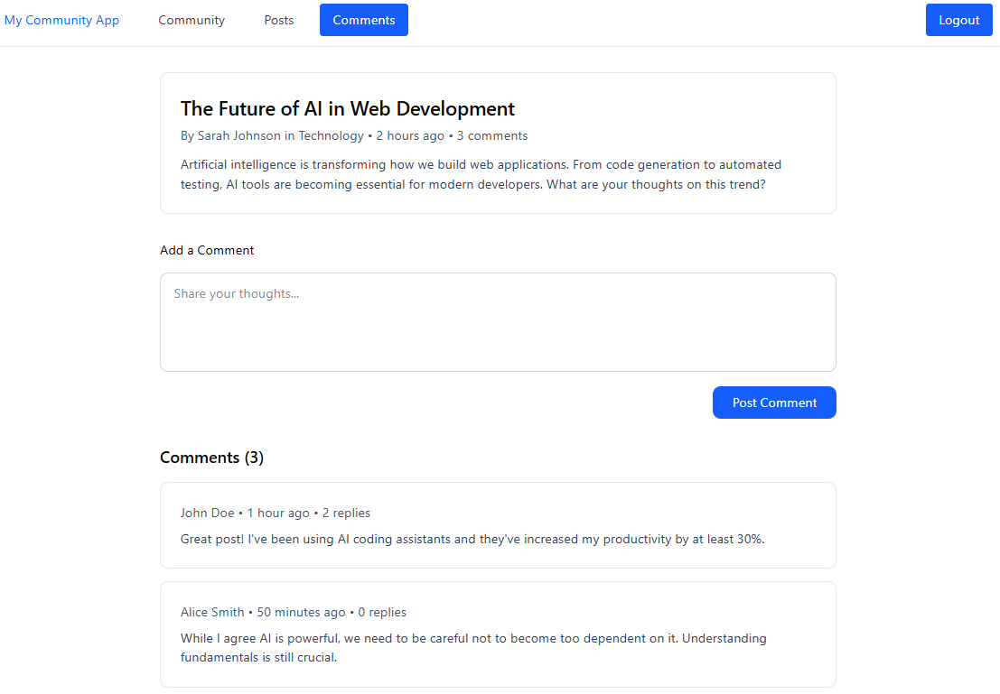 My Community App Community Posts Comments Logout
The Future of AI in Web Development
By Sarah Johnson in Technology • 2 hours ago • 3 comments
Artificial intelligence is transforming how we build web applications. From code generation to automated
testing, AI tools are becoming essential for modern developers. What are your thoughts on this trend?
Add a Comment
Share your thoughts...
Post Comment
Comments (3)
John Doe • 1 hour ago • 2 replies
Great post! I've been using AI coding assistants and they've increased my productivity by at least 30%.
Alice Smith • 50 minutes ago • 0 replies
While I agree AI is powerful, we need to be careful not to become too dependent on it. Understanding
fundamentals is still crucial.